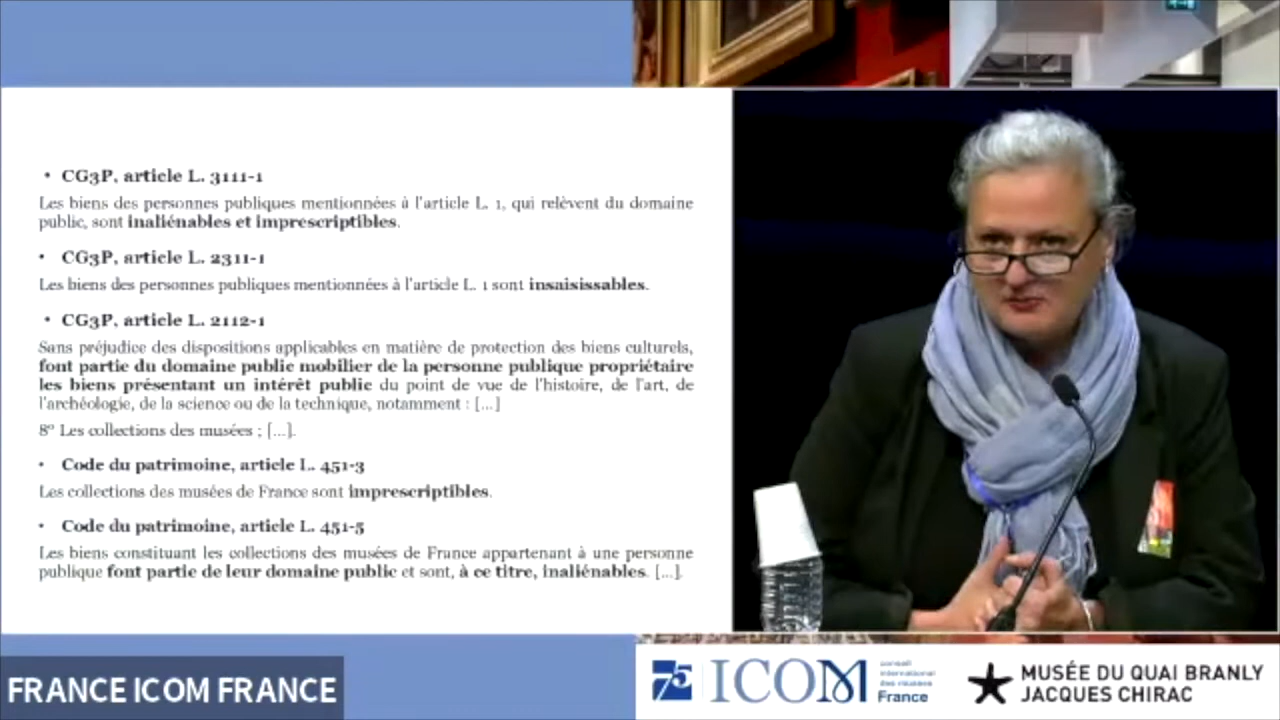 • CG3P, article L. 3111-1
Les biens des personnes publiques mentionnées à l'article L. 1, qui relèvent du domaine
public, sont inaliénables et imprescriptibles.
• CG3P, article L. 2311-1
Les biens des personnes publiques mentionnées à l'article L. 1 sont insaisissables.
• CG3P, article L. 2112-1
Sans préjudice des dispositions applicables en matière de protection des biens culturels,
font partie du domaine public mobilier de la personne publique propriétaire
les biens présentant un intérêt public du point de vue de l'histoire, de l'art, de
l'archéologie, de la science ou de la technique, notamment : [...]
8° Les collections des musées ; [...].
• Code du patrimoine, article L. 451-3
Les collections des musées de France sont imprescriptibles.
• Code du patrimoine, article L. 451-5
Les biens constituant les collections des musées de France appartenant à une personne
publique font partie de leur domaine public et sont, à ce titre, inaliénables. [...].
FRANCE ICOM FRANCE
75
ICOM
conseil
international
des musées
France
MUSÉE DU QUAI BRANLY
JACQUES CHIRAC